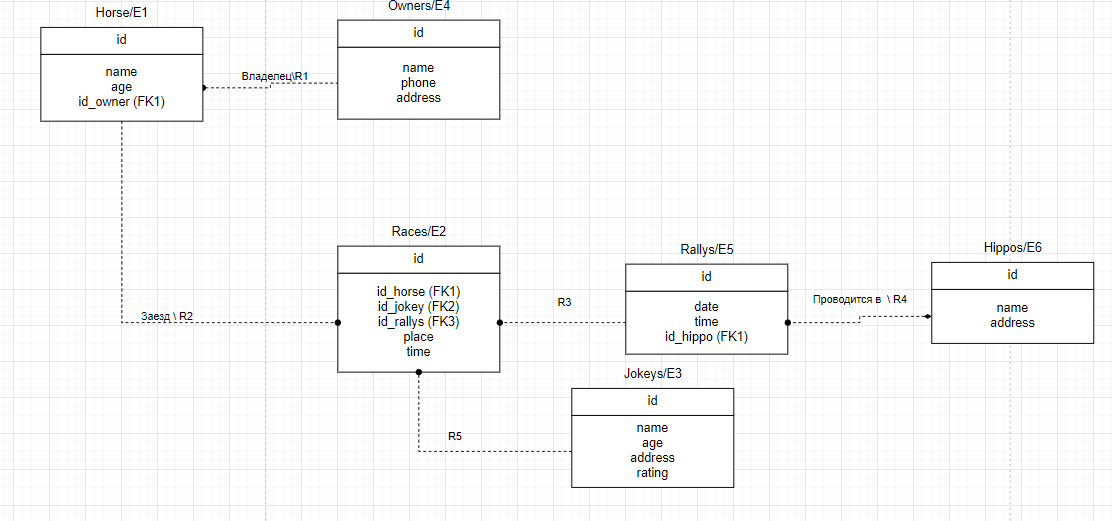 Horse/E1
id
name
age
id_owner (FK1)
Владелец\R1
Owners/E4
id
name
phone
address
Заезд \ R2
Races/E2
id
id_horse (FK1)
id_jokey (FK2)
id_rallys (FK3)
place
time
R3
Rallys/E5
id
date
time
id_hippo (FK1)
Проводится в \ R4
Hippos/E6
id
name
address
R5
Jokeys/E3
id
name
age
address
rating